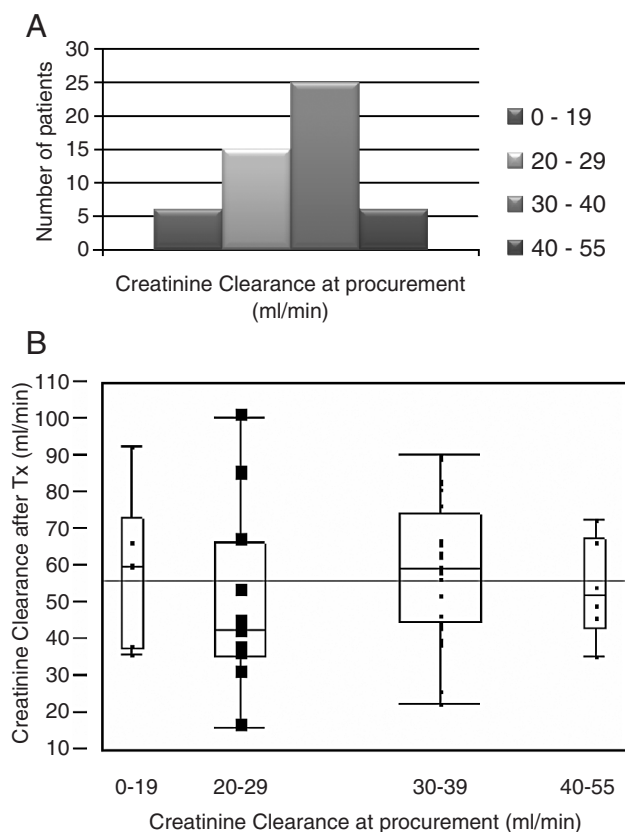 A
Number of patients
30
25
20
15
10
5
0
0 - 19
20 - 29
30 - 40
40 - 55
Creatinine Clearance at procurement
(ml/min)
B
Creatinine Clearance after Tx (ml/min)
110
100
90
80
70
60
50
40
30
20
10
0-19 20-29 30-39 40-55
Creatinine Clearance at procurement (ml/min)